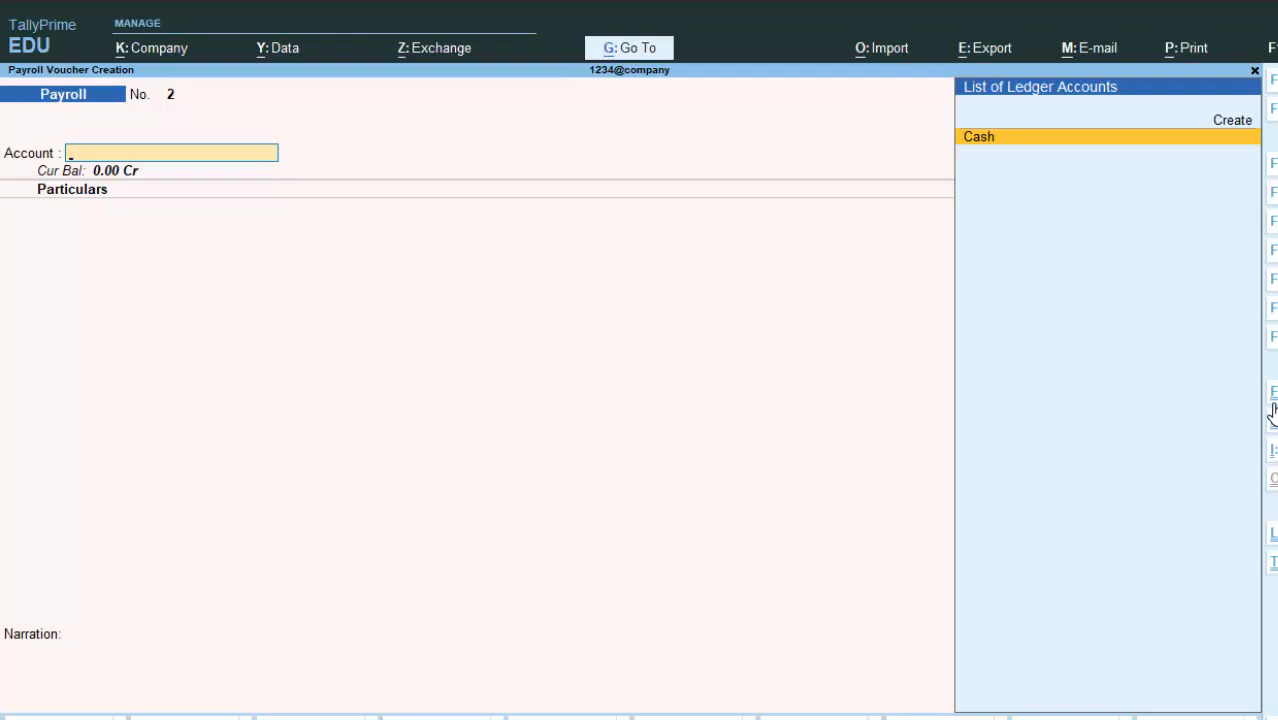 TallyPrime
MANAGE
EDU
K: Company
Y: Data
Z: Exchange
G: Go To
O: Import
E: Export
M: E-mail
P: Print
F
Payroll Voucher Creation
1234@company
×
Payroll
No. 2
List of Ledger Accounts
Create
Cash
Account :
Cur Bal: 0.00 Cr
Particulars
Narration:
F
F
F
F
F
F
F
F
F
F
I:
O
L
T